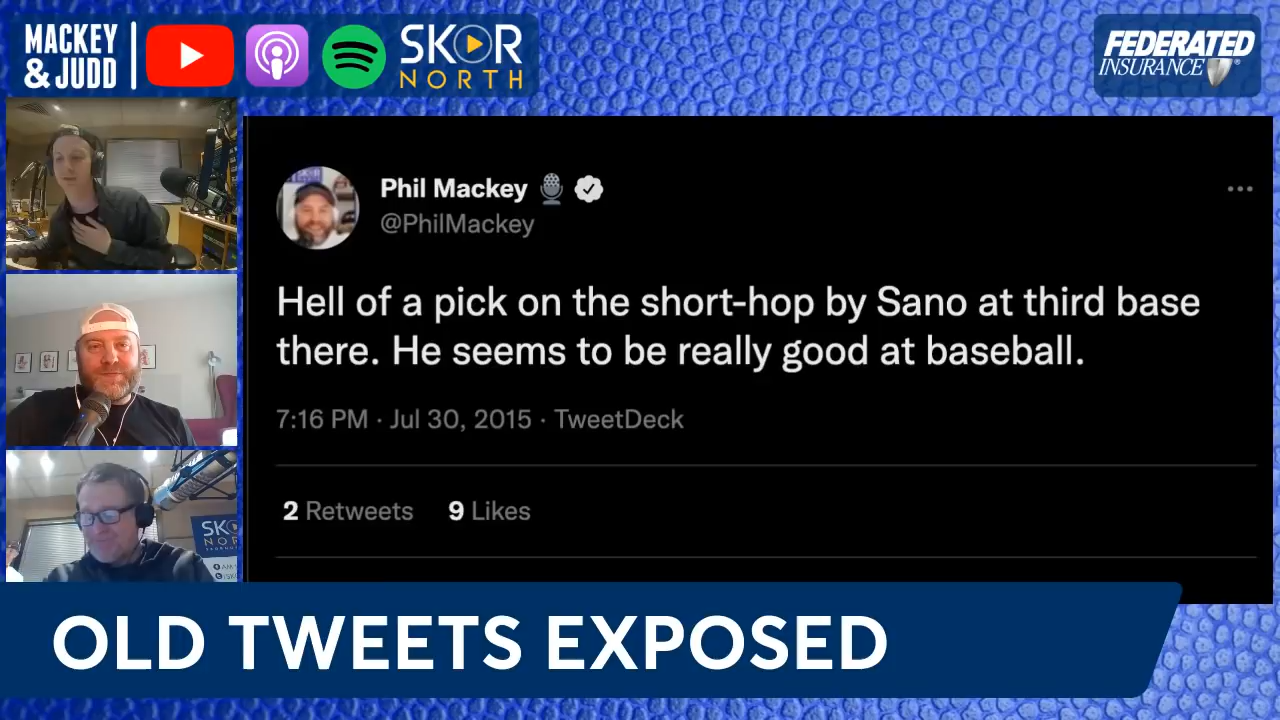 MACKEY
& JUDD
SKOR
NORTH
FEDERATED
INSURANCE
Phil Mackey
@PhilMackey
Hell of a pick on the short-hop by Sano at third base
there. He seems to be really good at baseball.
7:16 PM · Jul 30, 2015 · TweetDeck
2 Retweets 9 Likes
SK
NOR
OLD TWEETS EXPOSED